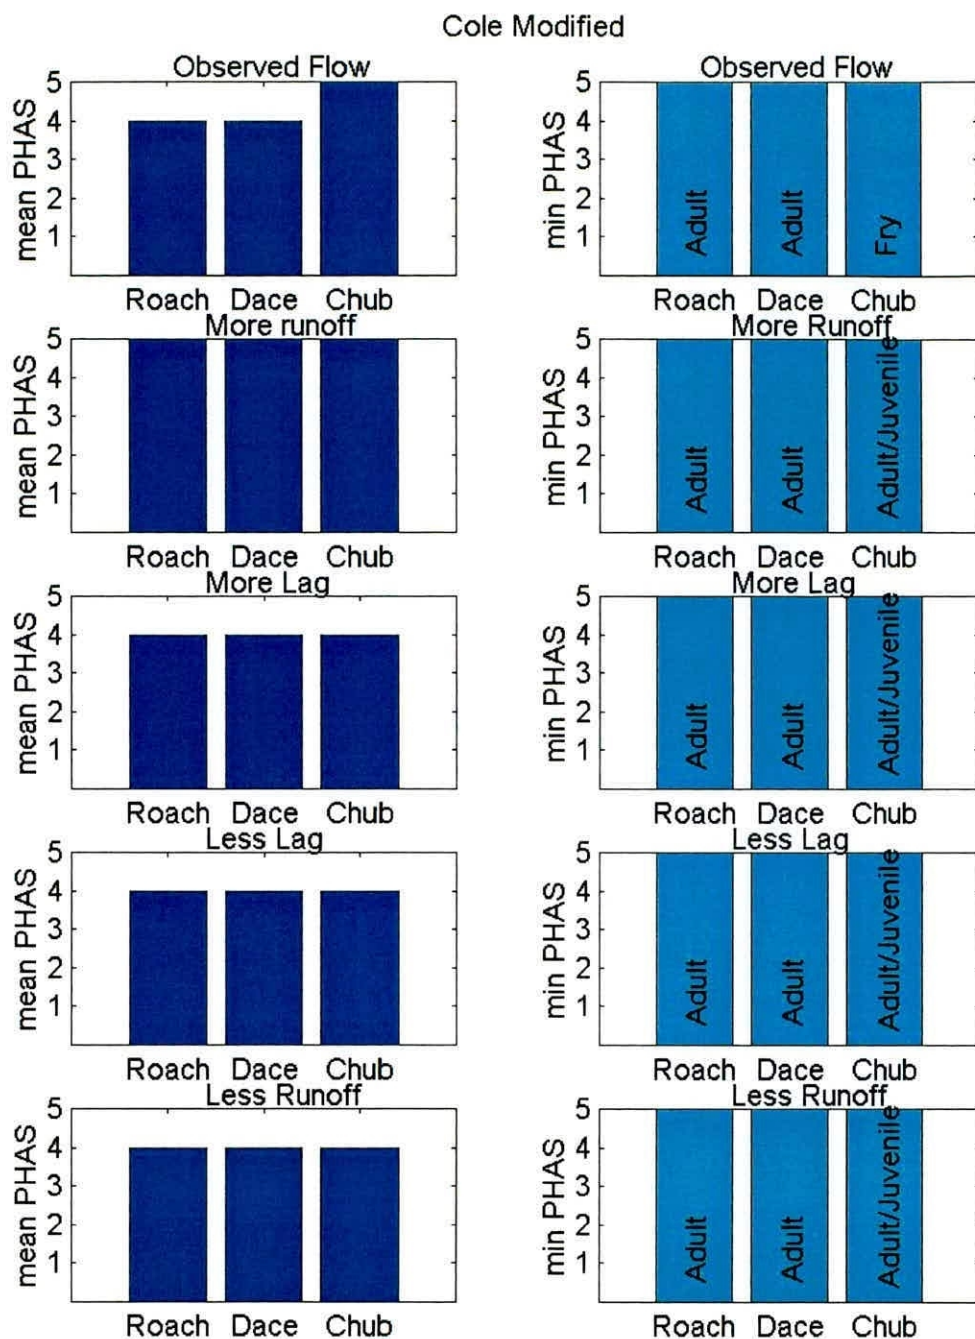 Cole Modified
Observed Flow
mean PHAS
5
4
3
2
1
Roach Dace Chub
Observed Flow
min PHAS
5
4
3
2
1
Adult
Adult
Fry
Roach Dace Chub
More runoff
mean PHAS
5
4
3
2
1
Roach Dace Chub
More Runoff
min PHAS
5
4
3
2
1
Adult
Adult
Adult/Juvenile
Roach Dace Chub
More Lag
mean PHAS
5
4
3
2
1
Roach Dace Chub
More Lag
min PHAS
5
4
3
2
1
Adult
Adult
Adult/Juvenile
Roach Dace Chub
Less Lag
mean PHAS
5
4
3
2
1
Roach Dace Chub
Less Lag
min PHAS
5
4
3
2
1
Adult
Adult
Adult/Juvenile
Roach Dace Chub
Less Runoff
mean PHAS
5
4
3
2
1
Roach Dace Chub
Less Runoff
min PHAS
5
4
3
2
1
Adult
Adult
Adult/Juvenile
Roach Dace Chub